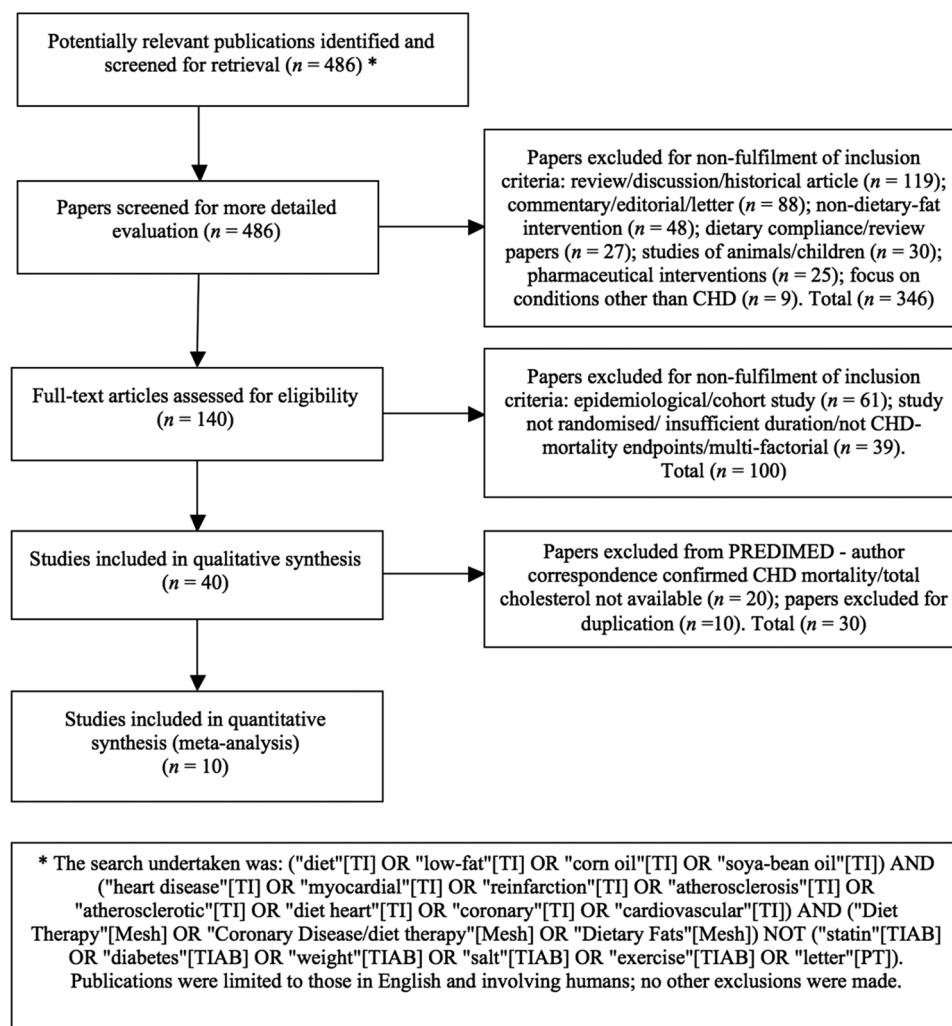 Potentially relevant publications identified and
screened for retrieval (n = 486) *
Papers screened for more detailed
evaluation (n = 486)
Papers excluded for non-fulfilment of inclusion
criteria: review/discussion/historical article (n = 119);
commentary/editorial/letter (n = 88); non-dietary-fat
intervention (n = 48); dietary compliance/review
papers (n = 27); studies of animals/children (n = 30);
pharmaceutical interventions (n = 25); focus on
conditions other than CHD (n = 9). Total (n = 346)
Full-text articles assessed for eligibility
(n = 140)
Papers excluded for non-fulfilment of inclusion
criteria: epidemiological/cohort study (n = 61); study
not randomised/ insufficient duration/not CHD-
mortality endpoints/multi-factorial (n = 39).
Total (n = 100)
Studies included in qualitative synthesis
(n = 40)
Papers excluded from PREDIMED - author
correspondence confirmed CHD mortality/total
cholesterol not available (n = 20); papers excluded for
duplication (n =10). Total (n = 30)
Studies included in quantitative
synthesis (meta-analysis)
(n = 10)
* The search undertaken was: ("diet"[TI] OR "low-fat"[TI] OR "corn oil"[TI] OR "soya-bean oil"[TI]) AND
("heart disease"[TI] OR "myocardial"[TI] OR "reinfarction"[TI] OR "atherosclerosis"[TI] OR
"atherosclerotic"[TI] OR "diet heart"[TI] OR "coronary"[TI] OR "cardiovascular"[TI]) AND ("Diet
Therapy"[Mesh] OR "Coronary Disease/diet therapy"[Mesh] OR "Dietary Fats"[Mesh]) NOT ("statin"[TIAB]
OR "diabetes"[TIAB] OR "weight"[TIAB] OR "salt"[TIAB] OR "exercise"[TIAB] OR "letter"[PT]).
Publications were limited to those in English and involving humans; no other exclusions were made.